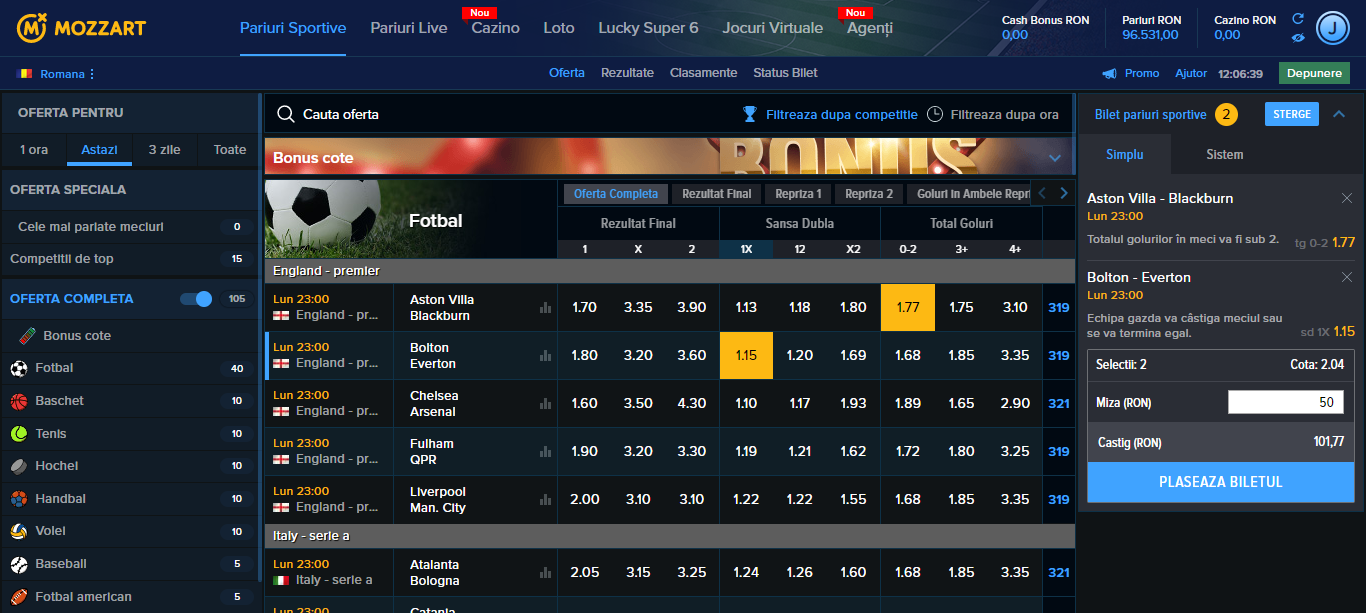 MOZZART
Pariuri Sportive
Pariuri Live
Nou
Cazino
Loto
Lucky Super 6
Jocuri Virtuale
Nou
Agenți
Cash Bonus RON
0,00
Pariuri RON
96.531,00
Cazino RON
0,00
J
Romana
Oferta
Rezultate
Clasamente
Status Bilet
Promo
Ajutor
12:06:39
Depunere
OFERTA PENTRU
1 ora
Astazi
3 zile
Toate
OFERTA SPECIALA
Cele mai pariate meciuri 0
Competitii de top 15
OFERTA COMPLETA 105
Bonus cote
Fotbal 40
Baschet 10
Tenis 10
Hochei 10
Handbal 10
Volei 10
Baseball 5
Fotbal american 5
Cauta oferta
Filtreaza dupa competitie
Filtreaza dupa ora
Bonus cote
BONUS
Fotbal
Oferta Completa
Rezultat Final
Repriza 1
Repriza 2
Goluri in Ambele Repri
Rezultat Final
Sansa Dubla
Total Goluri
1 X 2 1X 12 X2 0-2 3+ 4+
England - premier
Lun 23:00
England - pr...
Aston Villa
Blackburn
1.70 3.35 3.90 1.13 1.18 1.80 1.77 1.75 3.10 319
Lun 23:00
England - pr...
Bolton
Everton
1.80 3.20 3.60 1.15 1.20 1.69 1.68 1.85 3.35 319
Lun 23:00
England - pr...
Chelsea
Arsenal
1.60 3.50 4.30 1.10 1.17 1.93 1.89 1.65 2.90 321
Lun 23:00
England - pr...
Fulham
QPR
1.90 3.20 3.30 1.19 1.21 1.62 1.72 1.80 3.25 319
Lun 23:00
England - pr...
Liverpool
Man. City
2.00 3.10 3.10 1.22 1.22 1.55 1.68 1.85 3.35 319
Italy - serie a
Lun 23:00
Italy - serie a
Atalanta
Bologna
2.05 3.15 3.25 1.24 1.26 1.60 1.68 1.85 3.35 321
Lun 23:00
Catania
Bilet pariuri sportive 2
STERGE
Simplu
Sistem
Aston Villa - Blackburn
Lun 23:00
Totalul golurilor în meci va fi sub 2. tg 0-2 1.77
Bolton - Everton
Lun 23:00
Echipa gazda va câstiga meciul sau
se va termina egal. sd 1X 1.15
Selectii: 2 Cota: 2.04
Miza (RON) 50
Castig (RON) 101,77
PLASEAZA BILETUL